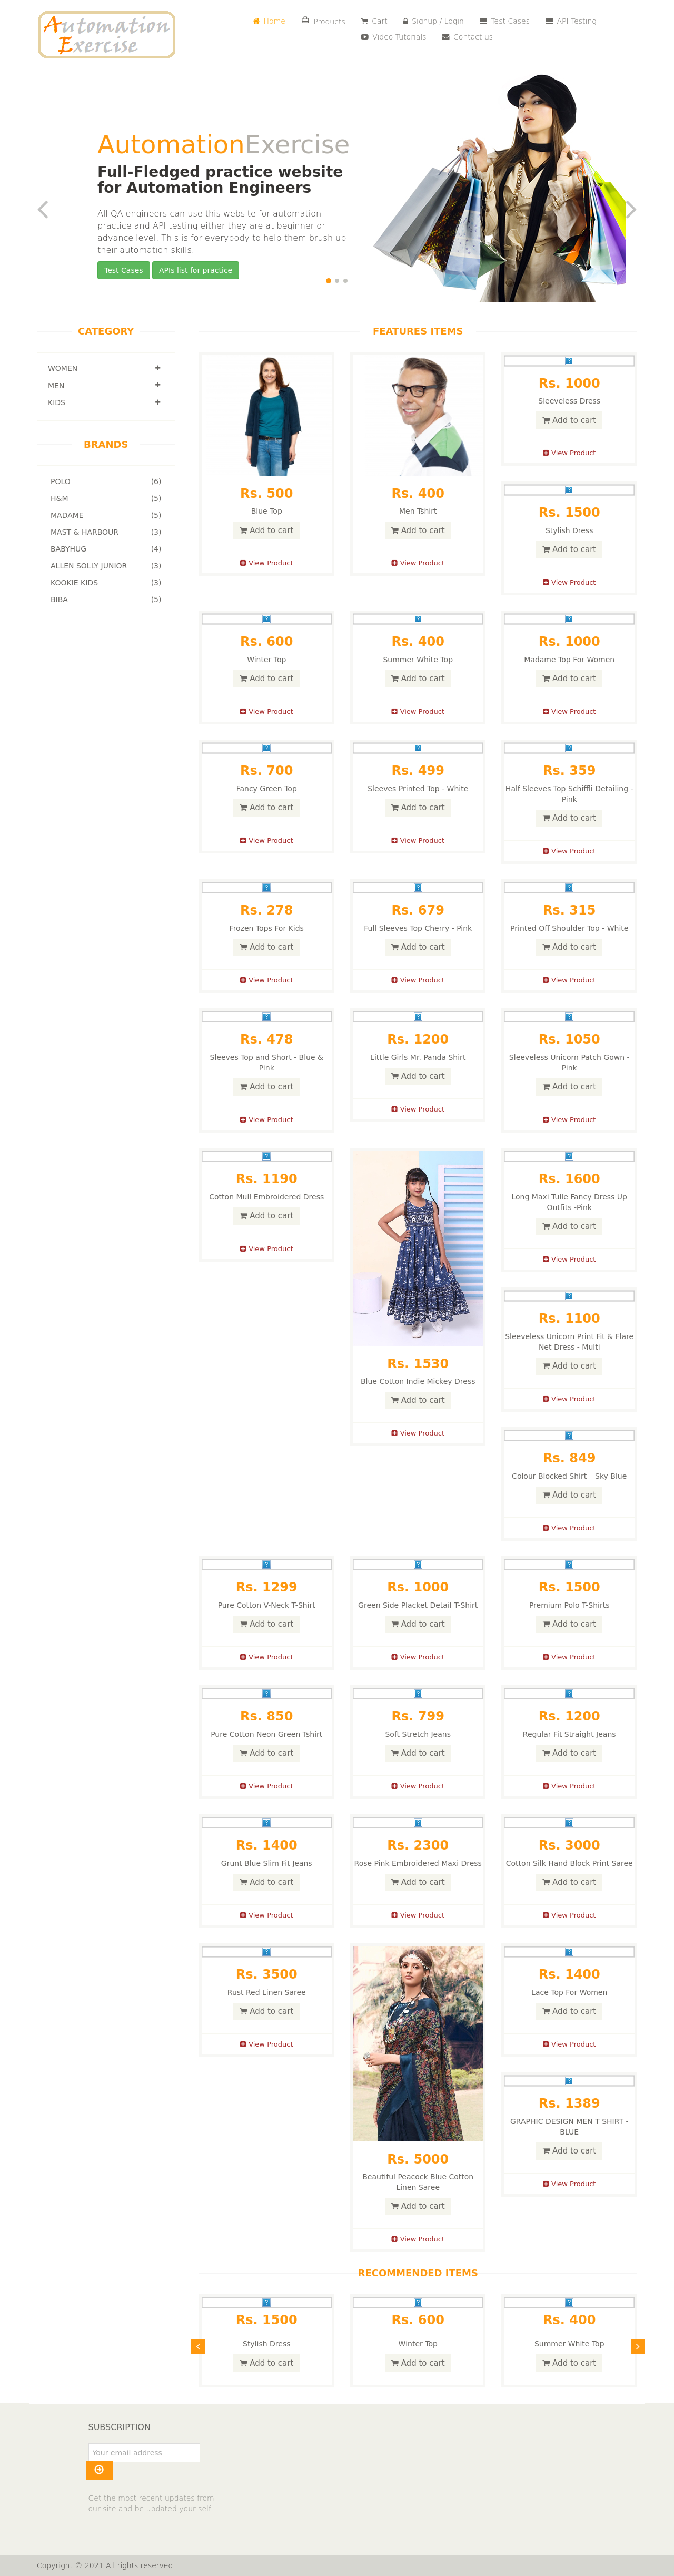 Automation
Exercise
Home
Products
Cart
Signup / Login
Test Cases
API Testing
Video Tutorials
Contact us
AutomationExercise
Full-Fledged practice website
for Automation Engineers
All QA engineers can use this website for automation
practice and API testing either they are at beginner or
advance level. This is for everybody to help them brush up
their automation skills.
Test Cases
APIs list for practice
CATEGORY
WOMEN
MEN
KIDS
BRANDS
POLO (6)
H&M (5)
MADAME (5)
MAST & HARBOUR (3)
BABYHUG (4)
ALLEN SOLLY JUNIOR (3)
KOOKIE KIDS (3)
BIBA (5)
FEATURES ITEMS
Rs. 500
Blue Top
Add to cart
View Product
Rs. 400
Men Tshirt
Add to cart
View Product
Rs. 1000
Sleeveless Dress
Add to cart
View Product
Rs. 1500
Stylish Dress
Add to cart
View Product
Rs. 600
Winter Top
Add to cart
View Product
Rs. 400
Summer White Top
Add to cart
View Product
Rs. 1000
Madame Top For Women
Add to cart
View Product
Rs. 700
Fancy Green Top
Add to cart
View Product
Rs. 499
Sleeves Printed Top - White
Add to cart
View Product
Rs. 359
Half Sleeves Top Schiffli Detailing -
Pink
Add to cart
View Product
Rs. 278
Frozen Tops For Kids
Add to cart
View Product
Rs. 679
Full Sleeves Top Cherry - Pink
Add to cart
View Product
Rs. 315
Printed Off Shoulder Top - White
Add to cart
View Product
Rs. 478
Sleeves Top and Short - Blue &
Pink
Add to cart
View Product
Rs. 1200
Little Girls Mr. Panda Shirt
Add to cart
View Product
Rs. 1050
Sleeveless Unicorn Patch Gown -
Pink
Add to cart
View Product
Rs. 1190
Cotton Mull Embroidered Dress
Add to cart
View Product
Rs. 1530
Blue Cotton Indie Mickey Dress
Add to cart
View Product
Rs. 1600
Long Maxi Tulle Fancy Dress Up
Outfits -Pink
Add to cart
View Product
Rs. 1100
Sleeveless Unicorn Print Fit & Flare
Net Dress - Multi
Add to cart
View Product
Rs. 849
Colour Blocked Shirt – Sky Blue
Add to cart
View Product
Rs. 1299
Pure Cotton V-Neck T-Shirt
Add to cart
View Product
Rs. 1000
Green Side Placket Detail T-Shirt
Add to cart
View Product
Rs. 1500
Premium Polo T-Shirts
Add to cart
View Product
Rs. 850
Pure Cotton Neon Green Tshirt
Add to cart
View Product
Rs. 799
Soft Stretch Jeans
Add to cart
View Product
Rs. 1200
Regular Fit Straight Jeans
Add to cart
View Product
Rs. 1400
Grunt Blue Slim Fit Jeans
Add to cart
View Product
Rs. 2300
Rose Pink Embroidered Maxi Dress
Add to cart
View Product
Rs. 3000
Cotton Silk Hand Block Print Saree
Add to cart
View Product
Rs. 3500
Rust Red Linen Saree
Add to cart
View Product
Rs. 5000
Beautiful Peacock Blue Cotton
Linen Saree
Add to cart
View Product
Rs. 1400
Lace Top For Women
Add to cart
View Product
Rs. 1389
GRAPHIC DESIGN MEN T SHIRT -
BLUE
Add to cart
View Product
RECOMMENDED ITEMS
Rs. 1500
Stylish Dress
Add to cart
Rs. 600
Winter Top
Add to cart
Rs. 400
Summer White Top
Add to cart
SUBSCRIPTION
Your email address
Get the most recent updates from
our site and be updated your self...
Copyright © 2021 All rights reserved